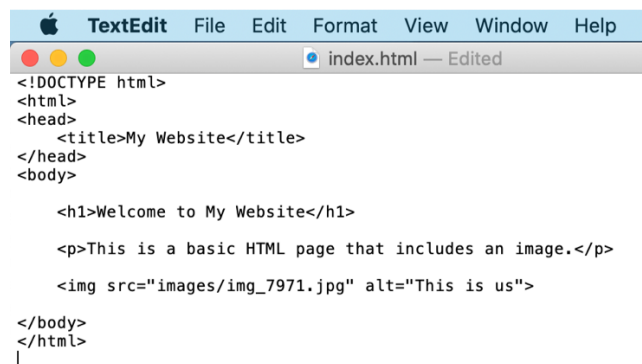 TextEdit File Edit Format View Window Help
index.html — Edited
<!DOCTYPE html>
<html>
<head>
    <title>My Website</title>
</head>
<body>

    <h1>Welcome to My Website</h1>

    <p>This is a basic HTML page that includes an image.</p>

    <img src="images/img_7971.jpg" alt="This is us">

</body>
</html>